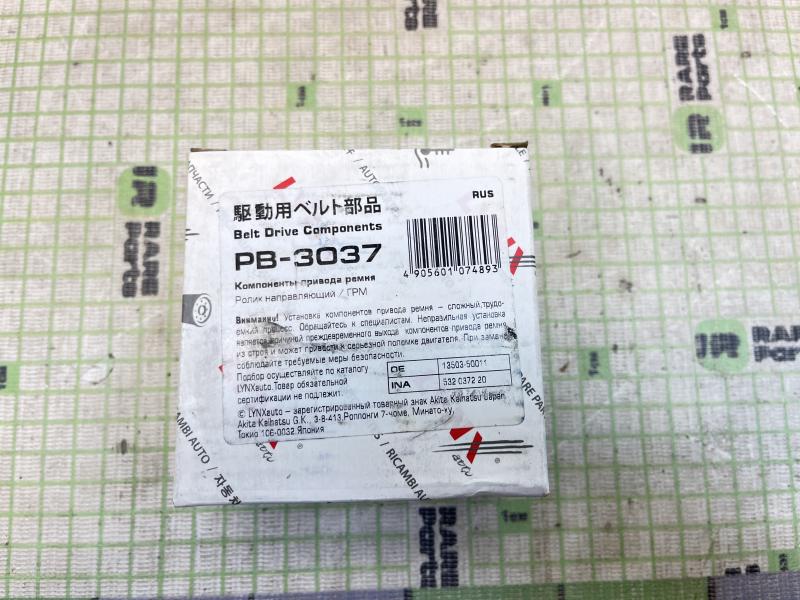 RUS
駆動用ベルト部品
Belt Drive Components
PB-3037
4 905601 074893
Компоненты привода ремня
Ролик направляющий / ГРМ
Внимание! Установка компонентов привода ремня – сложный, трудо-
емкий процесс. Обращайтесь к специалистам. Неправильная установка
является причиной преждевременного выхода компонентов привода ремня
из строя и может привести к серьезной поломке двигателя. При замене
соблюдайте требуемые меры безопасности.
Подбор осуществляйте по каталогу
LYNXauto. Товар обязательной
сертификации не подлежит.
OE 13503-50011
INA 532 0372 20
© LYNXauto – зарегистрированный товарный знак Akita Kaihatsu Japan
Akita Kaihatsu G.K., 3-8-413, Роппонги 7-чоме, Минато-ку,
Токио 106-0032, Япония
RARE Parts
RARE
RARE Parts
RARE Parts
/ RICAMBI AUTO
RICAMBI AUTO /